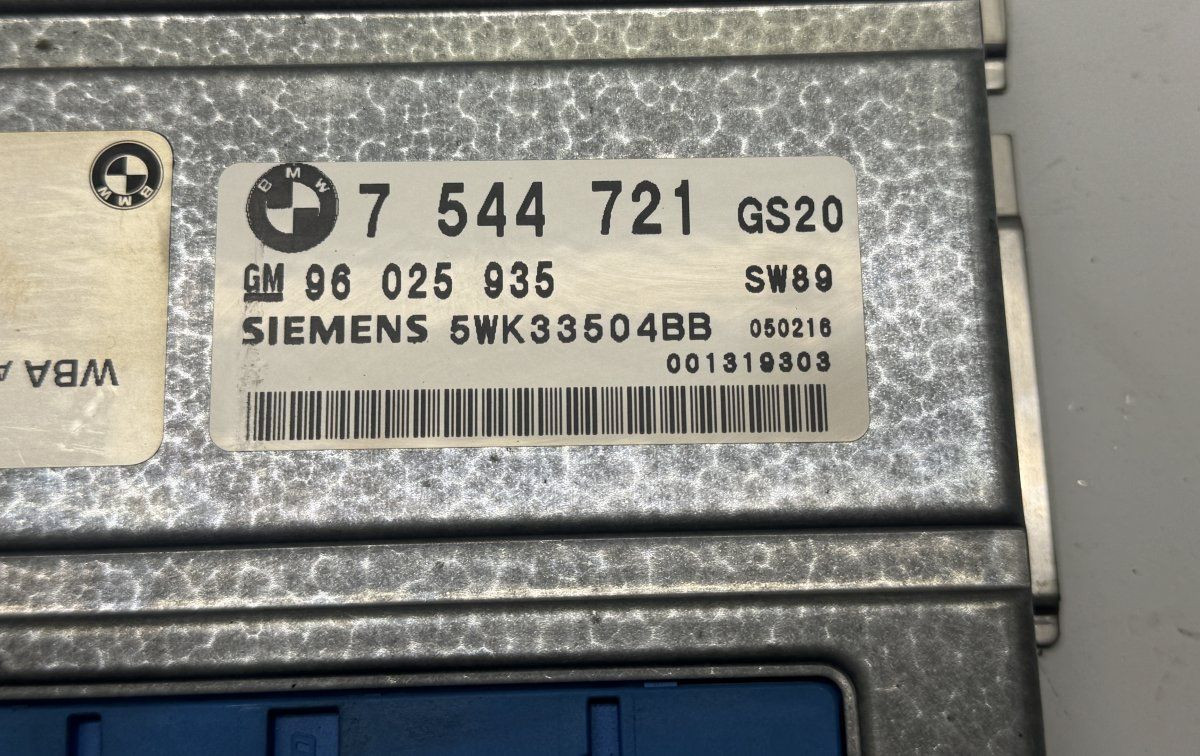 BMW
BMW 7 544 721 GS20
GM 96 025 935 SW89
SIEMENS 5WK33504BB 050216
001319303
WBA